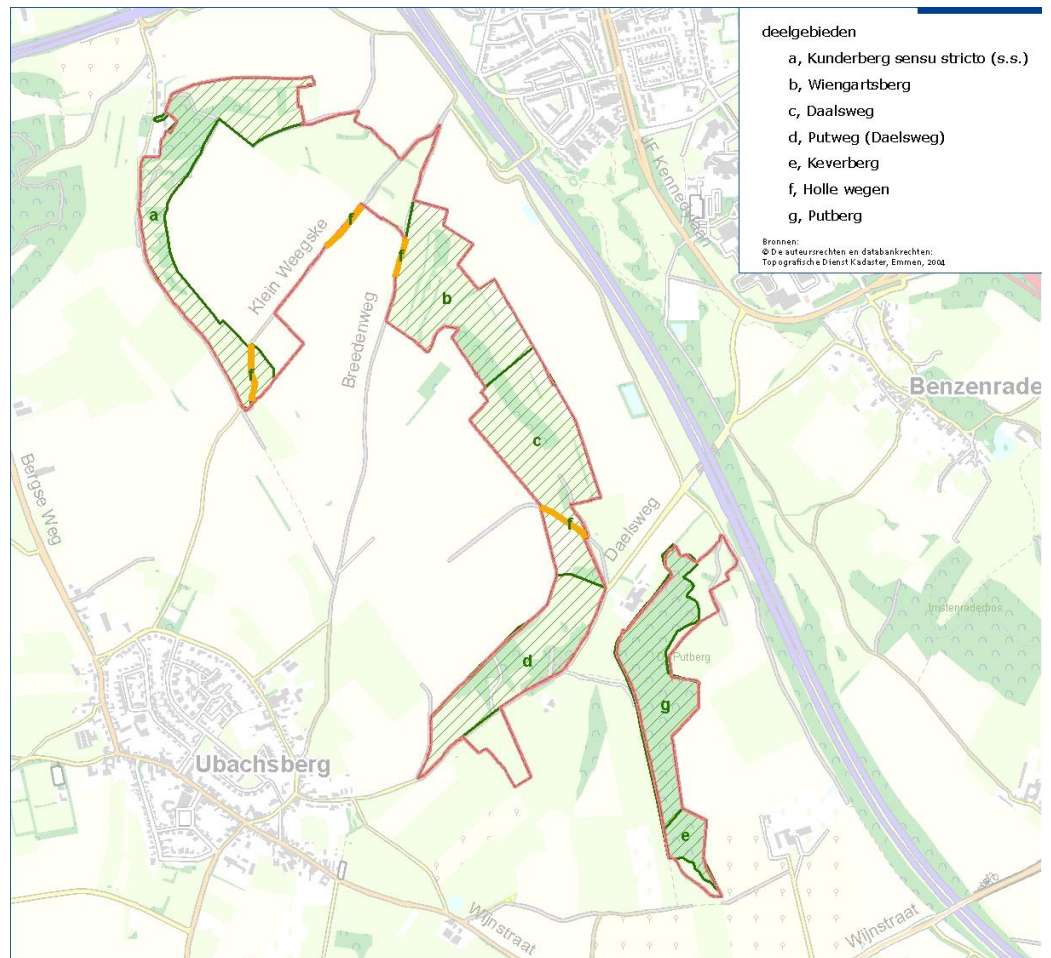 deelgebieden
a, Kunderberg sensu stricto (s.s.)
b, Wiengartsberg
c, Daalsweg
d, Putweg (Daelsweg)
e, Keverberg
f, Holle wegen
g, Putberg
Bronnen:
© De auteursrechten en databankrechten:
Topografische Dienst Kadaster, Emmen, 2004
JF Kennedylaan
a
f
Klein Weegske
f
b
Breedenweg
f
Benzenrade
c
Bergse Weg
f
Daelsweg
Imstenraderbos
d
Putberg
g
Ubachsberg
e
Wijnstraat
Wijnstraat